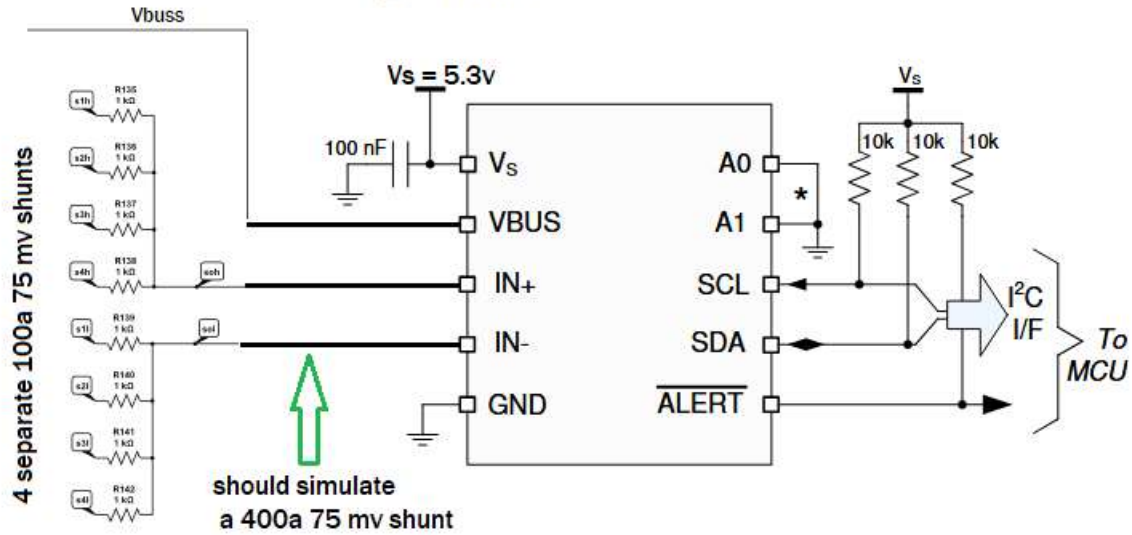 Vbuss
Vs = 5.3v
Vs
100 nF
10k
10k
10k
4 separate 100a 75 mv shunts
s1h
R135
1 kΩ
s2h
R136
1 kΩ
s3h
R137
1 kΩ
s4h
R138
1 kΩ
soh
s1l
R139
1 kΩ
sol
s2l
R140
1 kΩ
s3l
R141
1 kΩ
s4l
R142
1 kΩ
VS
VBUS
IN+
IN-
GND
A0
A1
*
SCL
SDA
ALERT
I²C
I/F
To
MCU
should simulate
a 400a 75 mv shunt